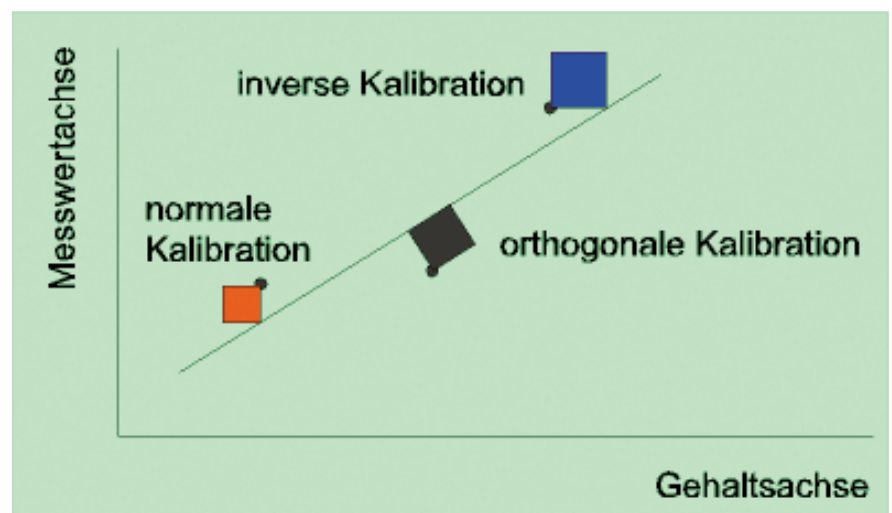 Messwertachse
inverse Kalibration
normale
Kalibration
orthogonale Kalibration
Gehaltsachse